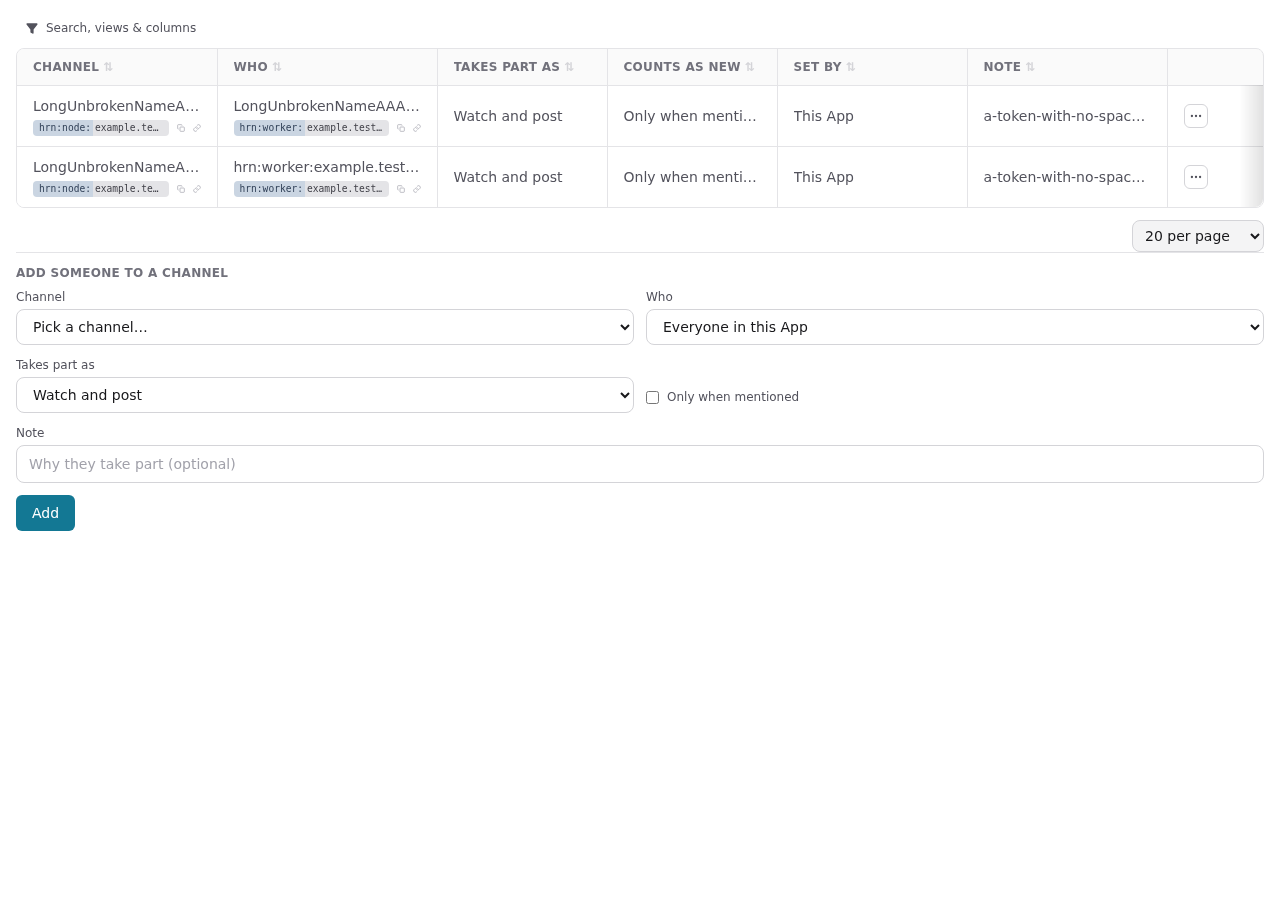 Search, views & columns
CHANNEL ⇅ WHO ⇅ TAKES PART AS ⇅ COUNTS AS NEW ⇅ SET BY ⇅ NOTE ⇅
LongUnbrokenNameA… LongUnbrokenNameAAA… Watch and post Only when menti… This App a-token-with-no-spac…
hrn:node: example.te… hrn:worker: example.test…
LongUnbrokenNameA… hrn:worker:example.test… Watch and post Only when menti… This App a-token-with-no-spac…
hrn:node: example.te… hrn:worker: example.test…
20 per page
ADD SOMEONE TO A CHANNEL
Channel Who
Pick a channel… Everyone in this App
Takes part as
Watch and post Only when mentioned
Note
Why they take part (optional)
Add